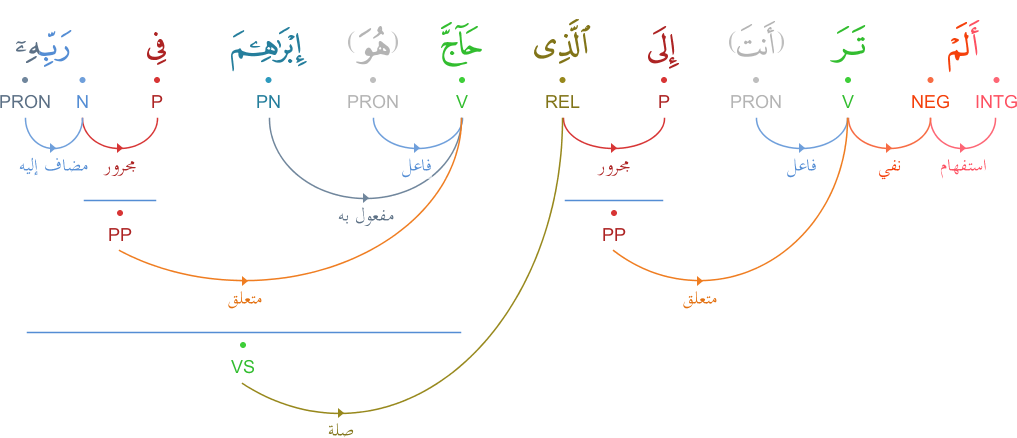 أَلَمْ تَرَ (أَنتَ) إِلَى ٱلَّذِى حَآجَّ (هُوَ) إِبْرَٰهِۦمَ فِى رَبِّهِۦٓ
INTG NEG V PRON P REL V PRON PN P N PRON
استفهام نفي فاعل مجرور فاعل مجرور مضاف إليه
مفعول به
PP PP
متعلق متعلق
VS
صلة